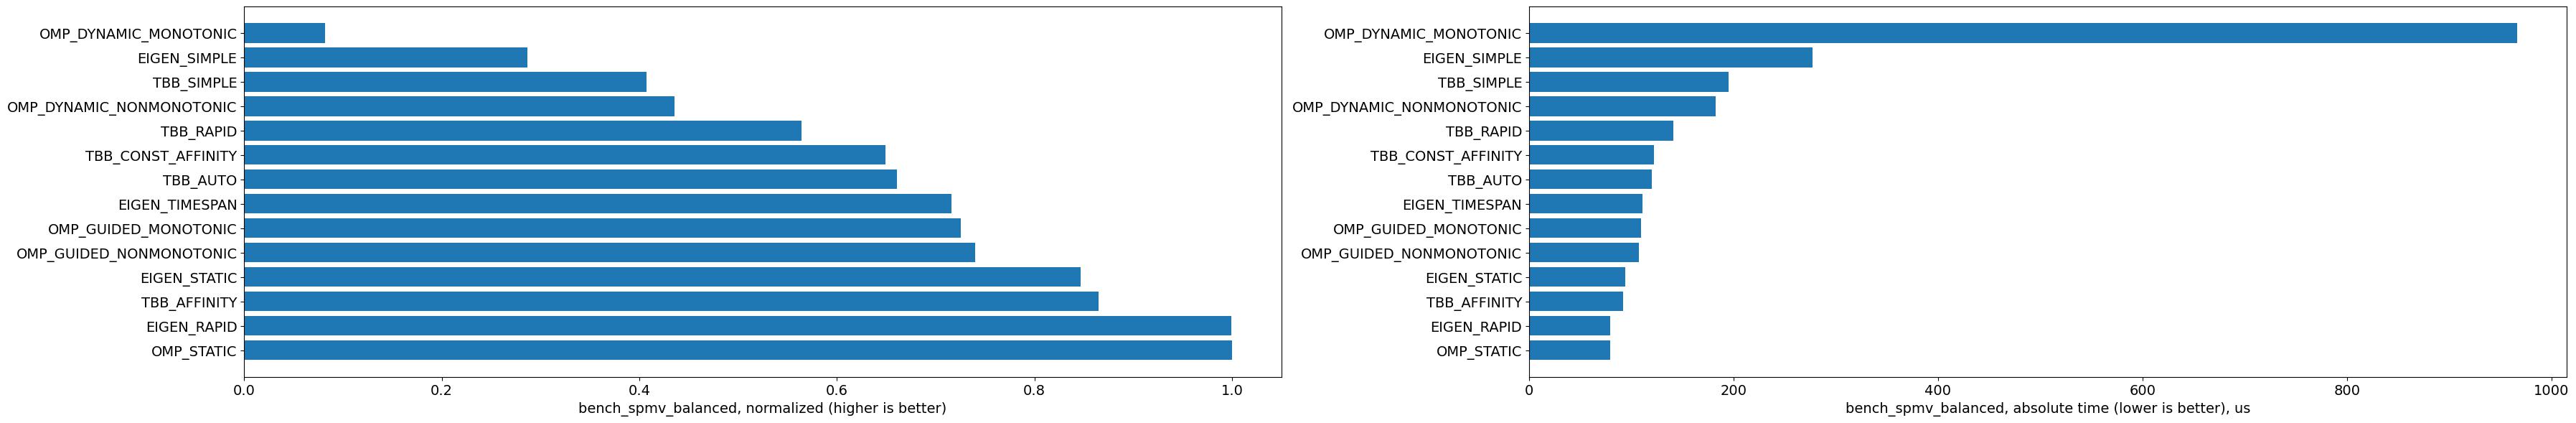 OMP_DYNAMIC_MONOTONIC
EIGEN_SIMPLE
TBB_SIMPLE
OMP_DYNAMIC_NONMONOTONIC
TBB_RAPID
TBB_CONST_AFFINITY
TBB_AUTO
EIGEN_TIMESPAN
OMP_GUIDED_MONOTONIC
OMP_GUIDED_NONMONOTONIC
EIGEN_STATIC
TBB_AFFINITY
EIGEN_RAPID
OMP_STATIC
0.0 0.2 0.4 0.6 0.8 1.0
bench_spmv_balanced, normalized (higher is better)
OMP_DYNAMIC_MONOTONIC
EIGEN_SIMPLE
TBB_SIMPLE
OMP_DYNAMIC_NONMONOTONIC
TBB_RAPID
TBB_CONST_AFFINITY
TBB_AUTO
EIGEN_TIMESPAN
OMP_GUIDED_MONOTONIC
OMP_GUIDED_NONMONOTONIC
EIGEN_STATIC
TBB_AFFINITY
EIGEN_RAPID
OMP_STATIC
0 200 400 600 800 1000
bench_spmv_balanced, absolute time (lower is better), us